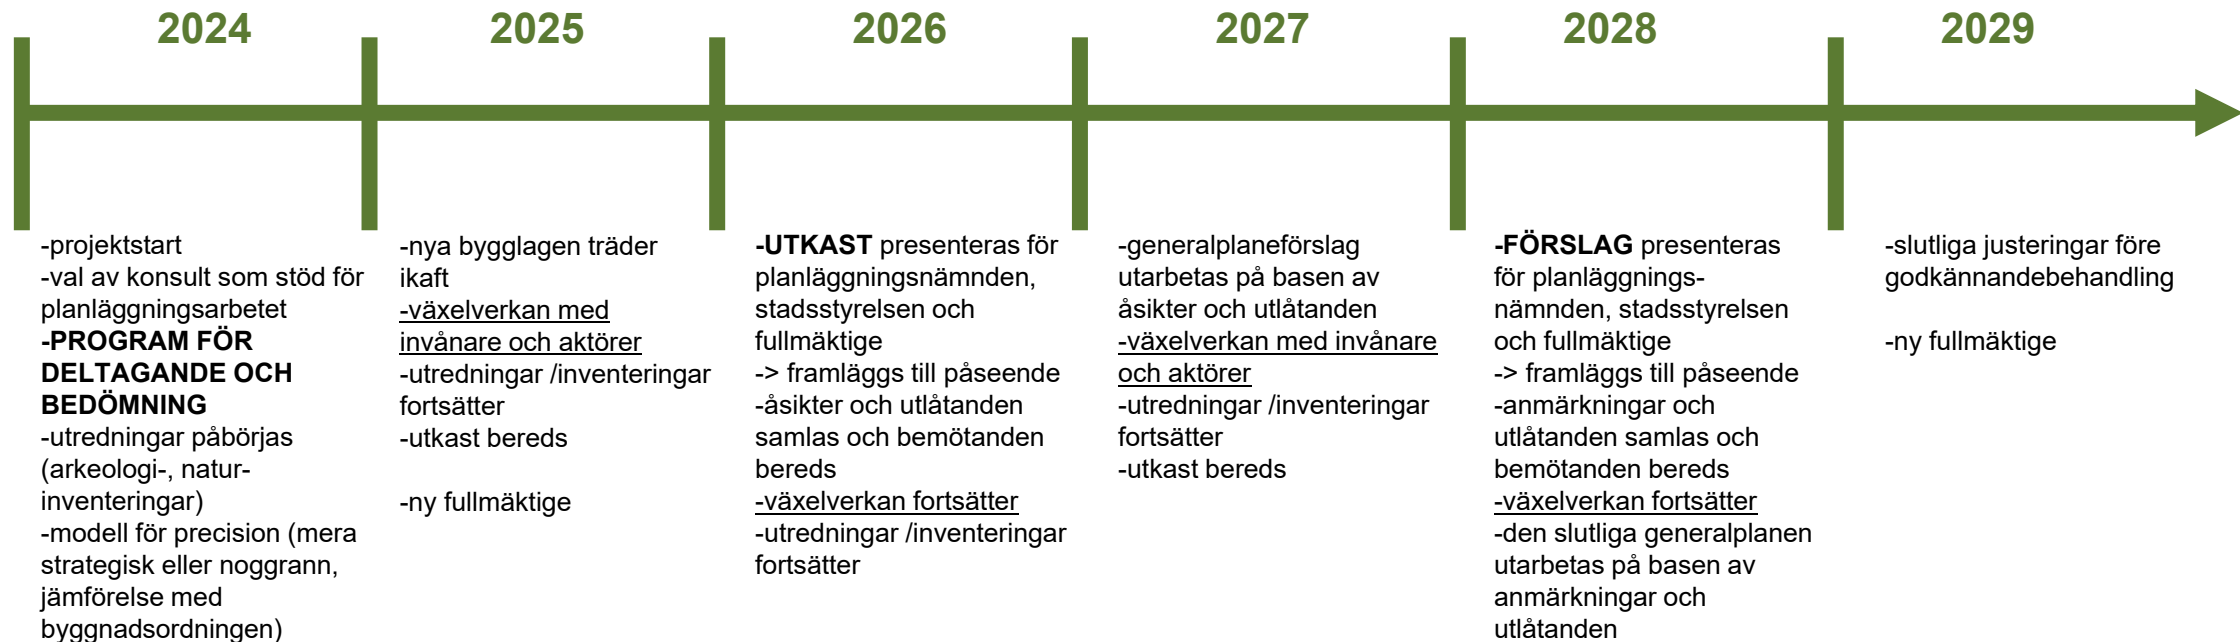 2024
2025
2026
2027
2028
2029
-projektstart
-val av konsult som stöd för
planläggningsarbetet
-PROGRAM FÖR
DELTAGANDE OCH
BEDÖMNING
-utredningar påbörjas
(arkeologi-, natur-
inventeringar)
-modell för precision (mera
strategisk eller noggrann,
jämförelse med
byggnadsordningen)
-nya bygglagen träder
ikaft
-växelverkan med
invånare och aktörer
-utredningar /inventeringar
fortsätter
-utkast bereds
-ny fullmäktige
-UTKAST presenteras för
planläggningsnämnden,
stadsstyrelsen och
fullmäktige
-> framläggs till påseende
-åsikter och utlåtanden
samlas och bemötanden
bereds
-växelverkan fortsätter
-utredningar /inventeringar
fortsätter
-generalplaneförslag
utarbetas på basen av
åsikter och utlåtanden
-växelverkan med invånare
och aktörer
-utredningar /inventeringar
fortsätter
-utkast bereds
-FÖRSLAG presenteras
för planläggnings-
nämnden, stadsstyrelsen
och fullmäktige
-> framläggs till påseende
-anmärkningar och
utlåtanden samlas och
bemötanden bereds
-växelverkan fortsätter
-den slutliga generalplanen
utarbetas på basen av
anmärkningar och
utlåtanden
-slutliga justeringar före
godkännandebehandling
-ny fullmäktige